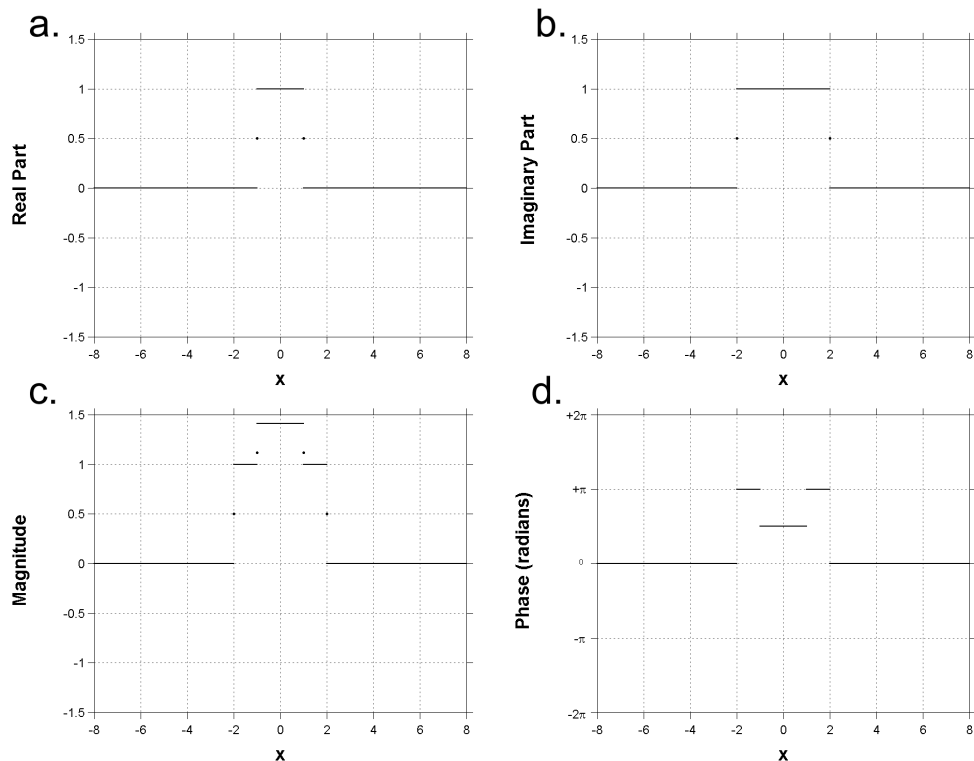 a.
1.5
1
0.5
0
-0.5
-1
-1.5
-8 -6 -4 -2 0 2 4 6 8
Real Part
x
b.
1.5
1
0.5
0
-0.5
-1
-1.5
-8 -6 -4 -2 0 2 4 6 8
Imaginary Part
x
c.
1.5
1
0.5
0
-0.5
-1
-1.5
-8 -6 -4 -2 0 2 4 6 8
Magnitude
x
d.
+2π
+π
0
-π
-2π
-8 -6 -4 -2 0 2 4 6 8
Phase (radians)
x